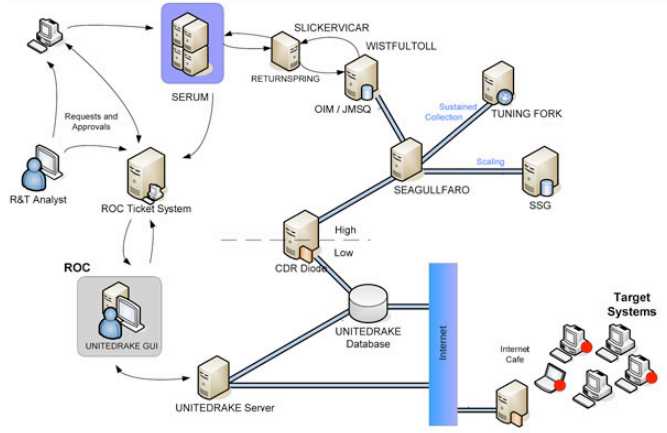 SLICKERVICAR
WISTFULTOLL
RETURNSPRING
SERUM
OIM / JMSQ
Sustained
Collection
TUNING FORK
Requests and
Approvals
Scaling
R&T Analyst
ROC Ticket System
SEAGULLFARO
SSG
High
Low
CDR Diode
ROC
UNITEDRAKE GUI
UNITEDRAKE
Database
Internet
Target
Systems
Internet
Cafe
UNITEDRAKE Server